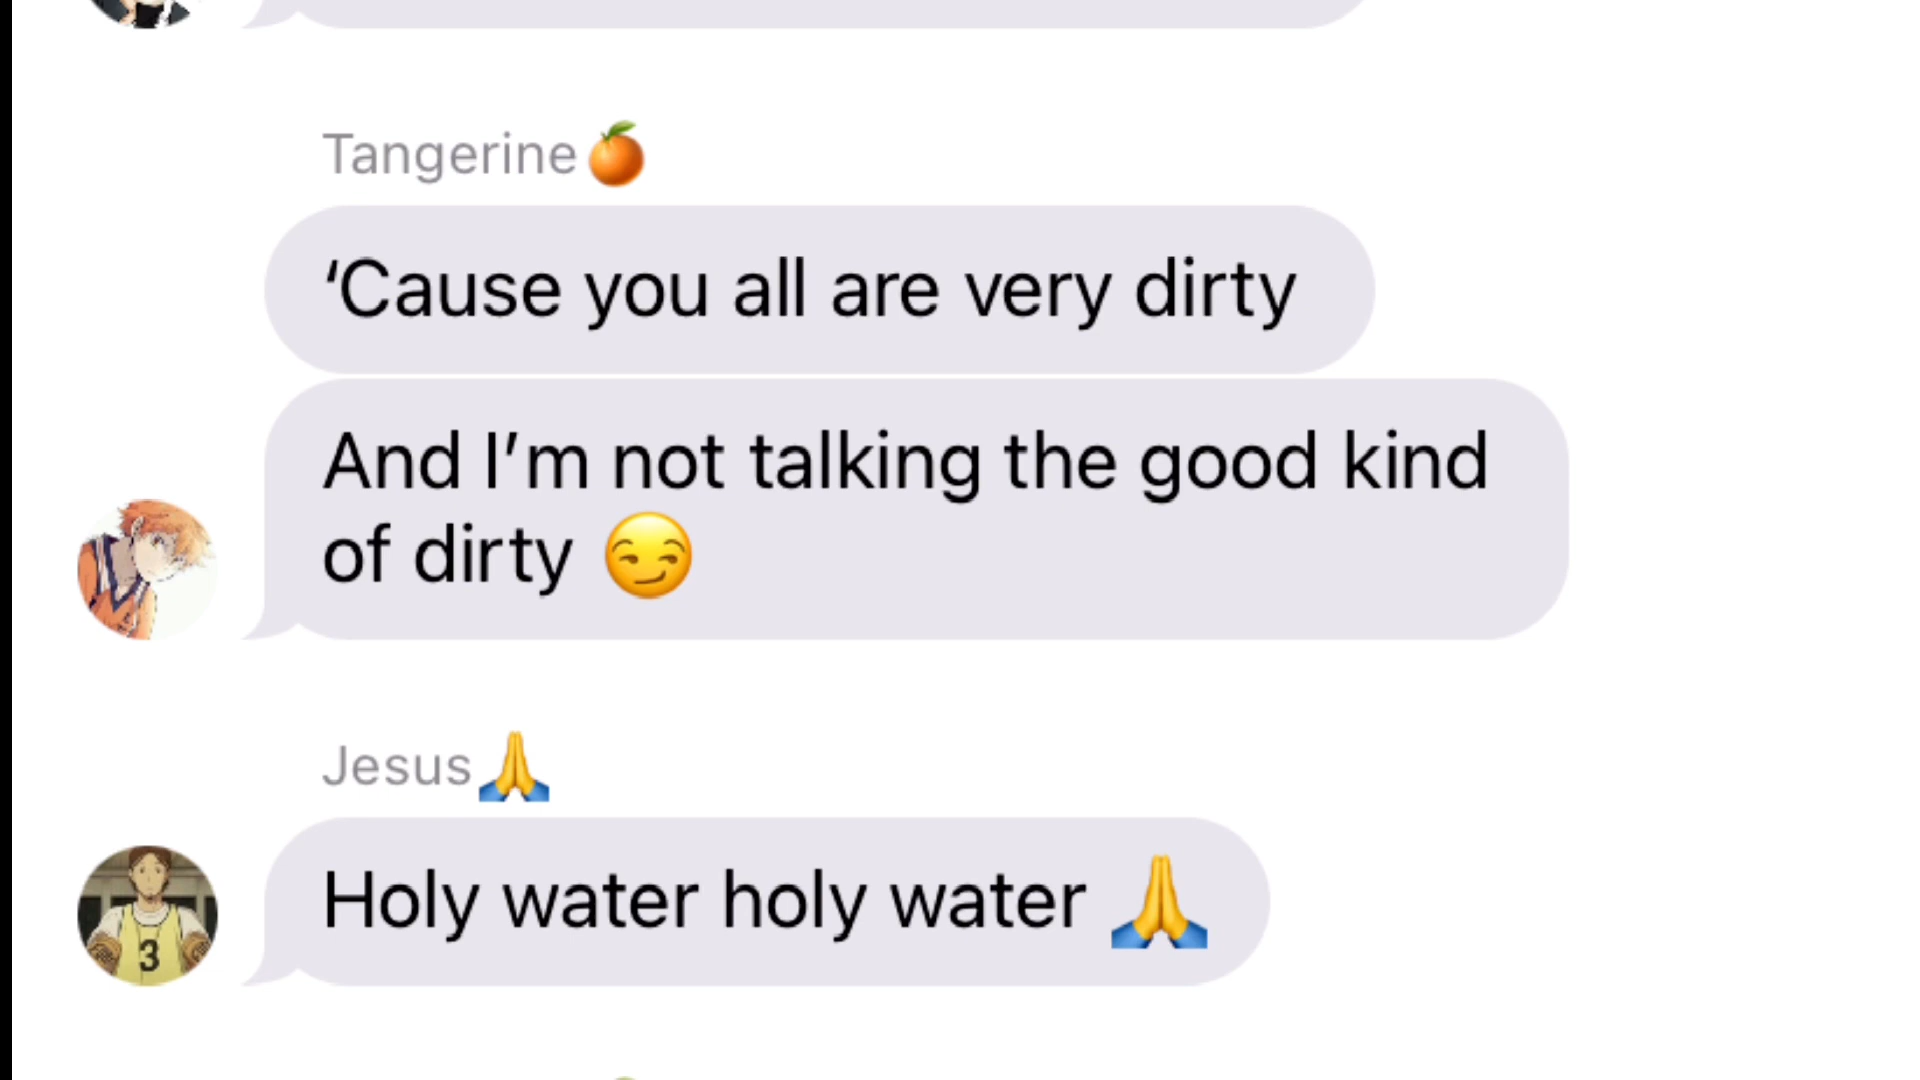 Tangerine🍊
‘Cause you all are very dirty
And I’m not talking the good kind
of dirty 😏
Jesus🙏
3
Holy water holy water 🙏